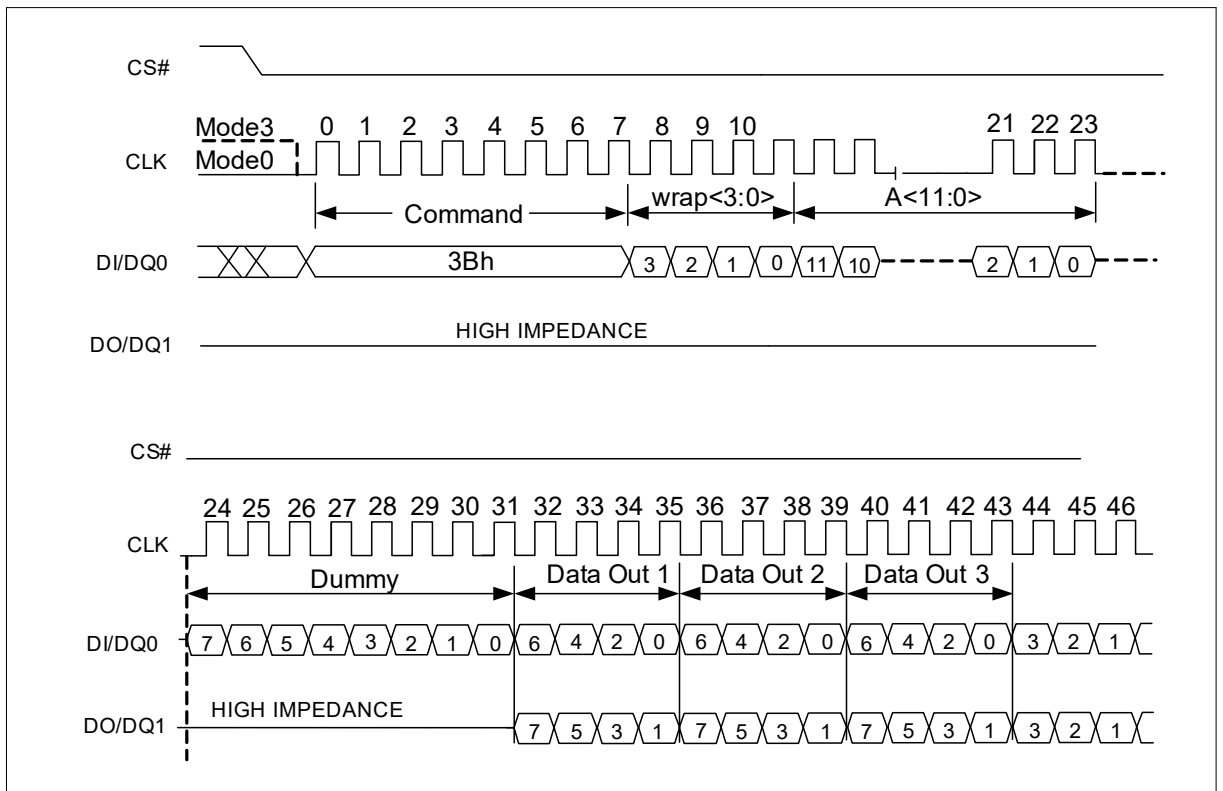 CS#
Mode3 0 1 2 3 4 5 6 7 8 9 10 21 22 23
CLK Mode0
Command wrap<3:0> A<11:0>
DI/DQ0 3Bh 3 2 1 0 11 10 2 1 0
HIGH IMPEDANCE
DO/DQ1
CS#
24 25 26 27 28 29 30 31 32 33 34 35 36 37 38 39 40 41 42 43 44 45 46
CLK
Dummy Data Out 1 Data Out 2 Data Out 3
DI/DQ0 7 6 5 4 3 2 1 0 6 4 2 0 6 4 2 0 6 4 2 0 3 2 1
HIGH IMPEDANCE
DO/DQ1 7 5 3 1 7 5 3 1 7 5 3 1 3 2 1